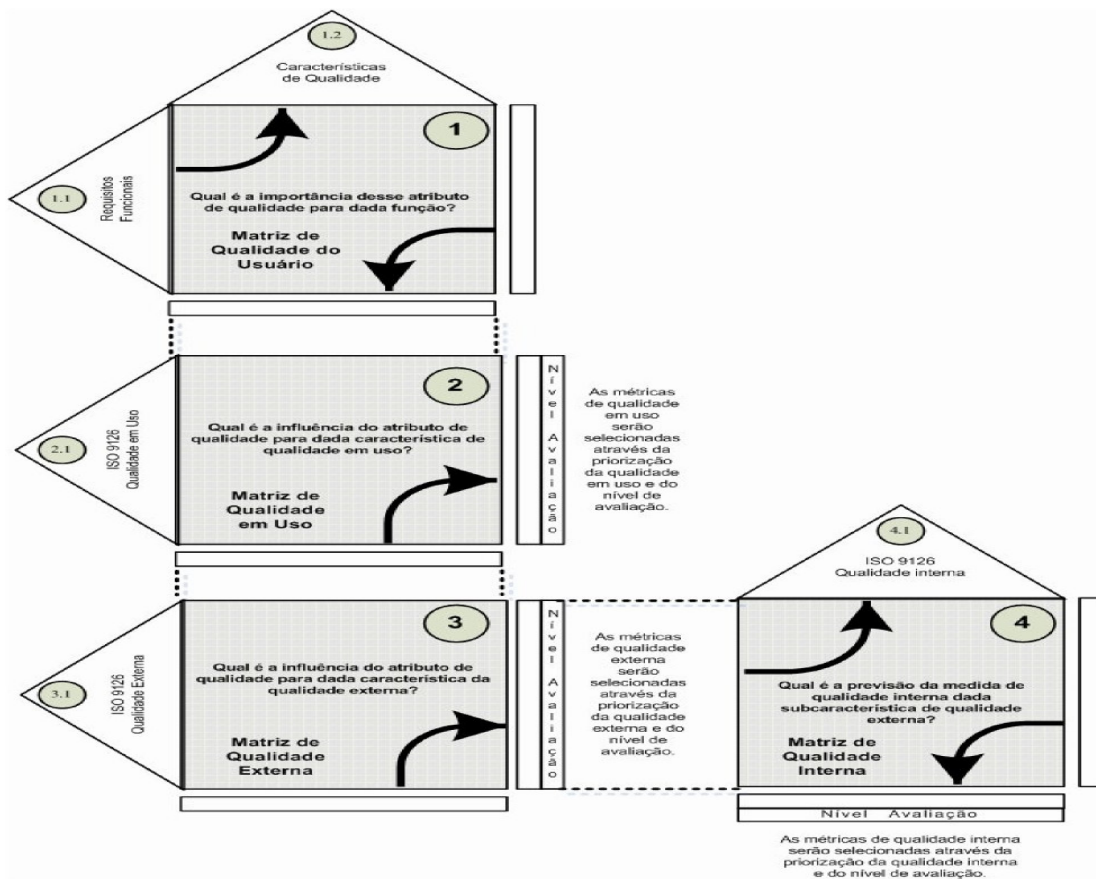 1.2
Características
de Qualidade
1
1.1
Requisitos
Funcionais
Qual é a importância desse atributo
de qualidade para dada função?
Matriz de
Qualidade do
Usuário
2
2.1
ISO 9126
Qualidade em Uso
Qual é a influência do atributo de
qualidade para dada característica de
qualidade em uso?
Matriz de
Qualidade
em Uso
Nível Avaliação
As métricas
de qualidade
em uso
serão
selecionadas
através da
priorização
da qualidade
em uso e do
nível de
avaliação.
3
3.1
ISO 9126
Qualidade Externa
Qual é a influência do atributo de
qualidade para dada característica da
qualidade externa?
Matriz de
Qualidade
Externa
Nível Avaliação
As métricas
de qualidade
externa
serão
selecionadas
através da
priorização
da qualidade
externa e do
nível de
avaliação.
4.1
ISO 9126
Qualidade interna
4
Qual é a previsão da medida de
qualidade interna dada
subcaracterística de qualidade
externa?
Matriz de
Qualidade
Interna
Nível Avaliação
As métricas de qualidade interna
serão selecionadas através da
priorização da qualidade interna
e do nível de avaliação.